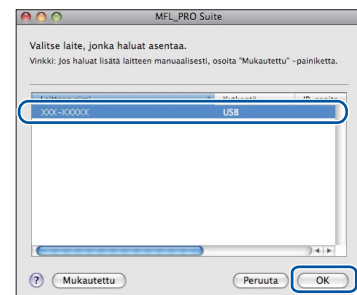 MFL_PRO Suite
Valitse laite, jonka haluat asentaa.
Vinkki: Jos haluat lisätä laitteen manuaalisesti, osoita "Mukautettu" -painiketta.
XXX-XXXXX USB
? Mukautettu Peruuta OK